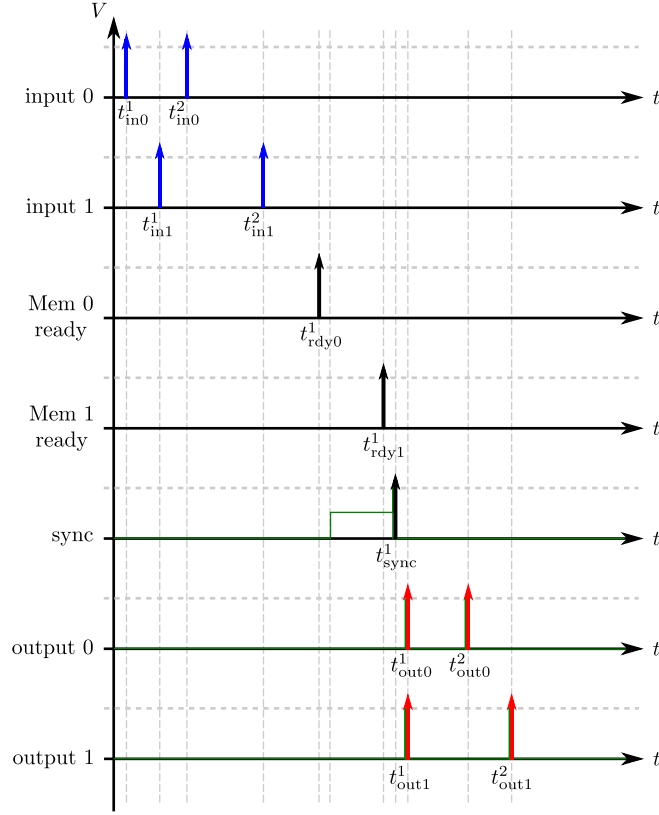 V
input 0
t
t¹in0 t²in0
input 1
t
t¹in1 t²in1
Mem 0
ready
t
t¹rdy0
Mem 1
ready
t
t¹rdy1
sync
t
t¹sync
output 0
t
t¹out0 t²out0
output 1
t
t¹out1 t²out1